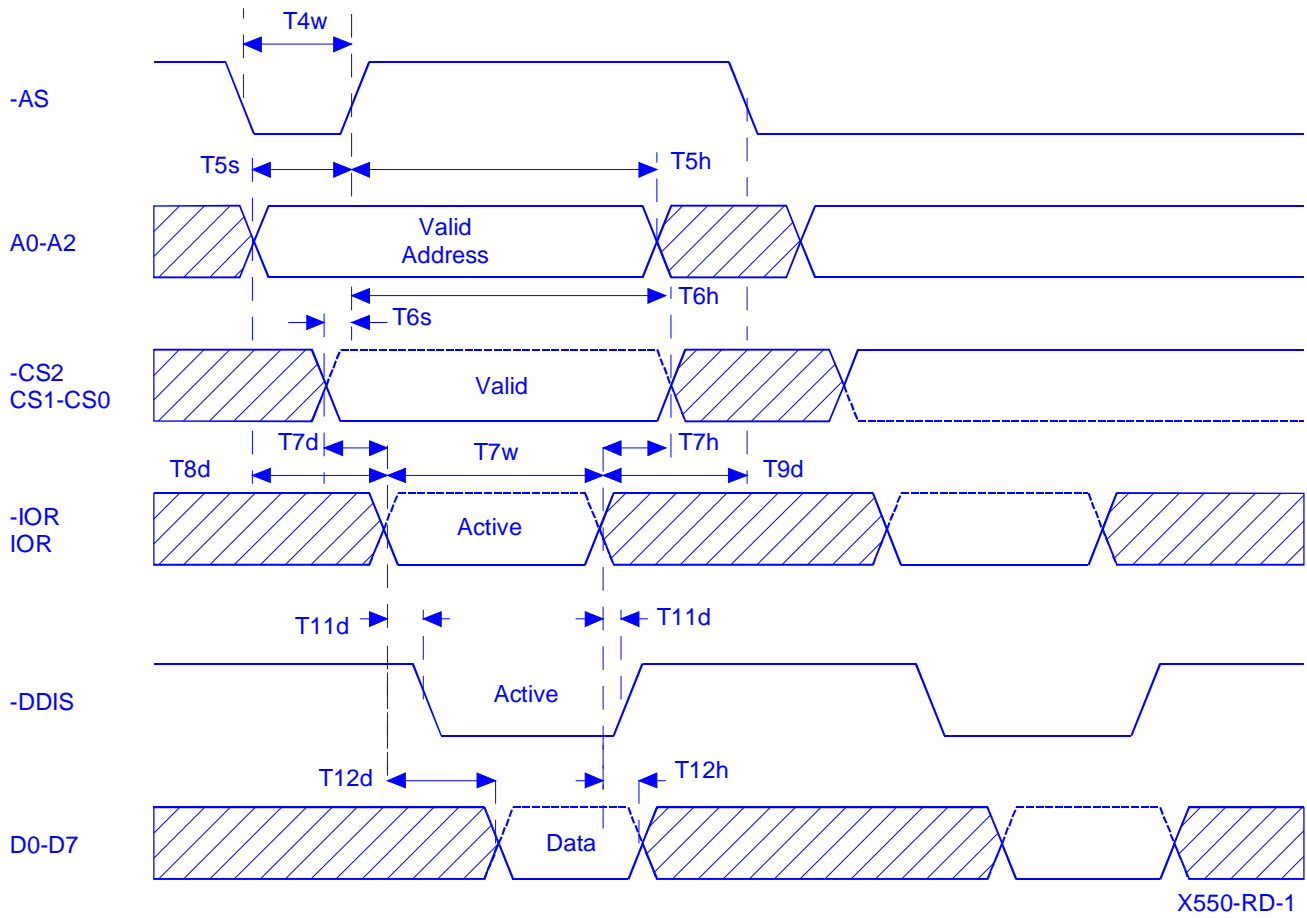 T4w
-AS
T5s
T5h
A0-A2
Valid
Address
T6h
T6s
-CS2
CS1-CS0
Valid
T7d
T7w
T7h
T8d
T9d
-IOR
IOR
Active
T11d
T11d
-DDIS
Active
T12d
T12h
D0-D7
Data
X550-RD-1